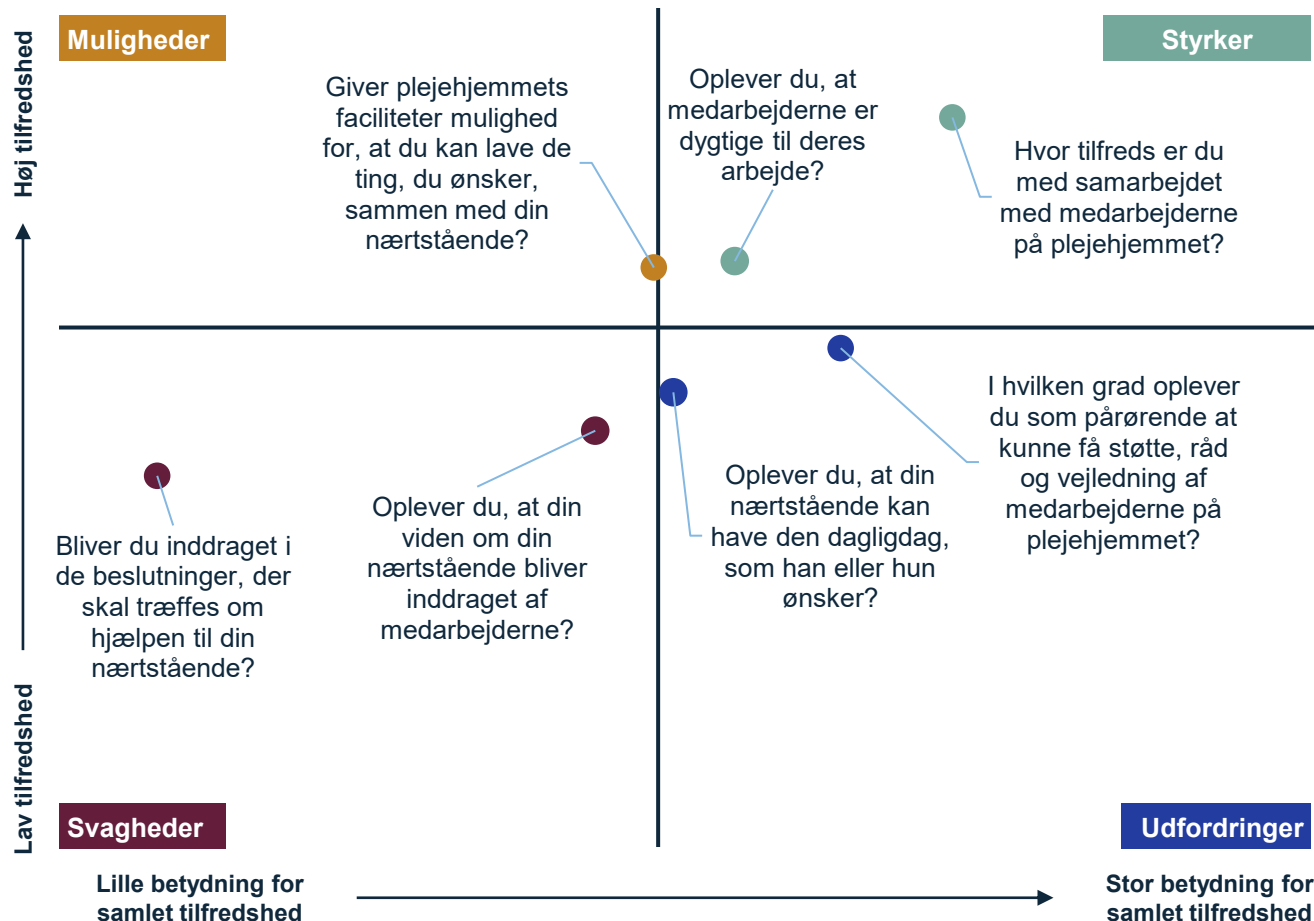 Høj tilfredshed
Lav tilfredshed
Muligheder
Styrker
Giver plejehjemmets
faciliteter mulighed
for, at du kan lave de
ting, du ønsker,
sammen med din
nærtstående?
Oplever du, at
medarbejderne er
dygtige til deres
arbejde?
Hvor tilfreds er du
med samarbejdet
med medarbejderne
på plejehjemmet?
Bliver du inddraget i
de beslutninger, der
skal træffes om
hjælpen til din
nærtstående?
Oplever du, at din
viden om din
nærtstående bliver
inddraget af
medarbejderne?
Oplever du, at din
nærtstående kan
have den dagligdag,
som han eller hun
ønsker?
I hvilken grad oplever
du som pårørende at
kunne få støtte, råd
og vejledning af
medarbejderne på
plejehjemmet?
Svagheder
Udfordringer
Lille betydning for
samlet tilfredshed
Stor betydning for
samlet tilfredshed